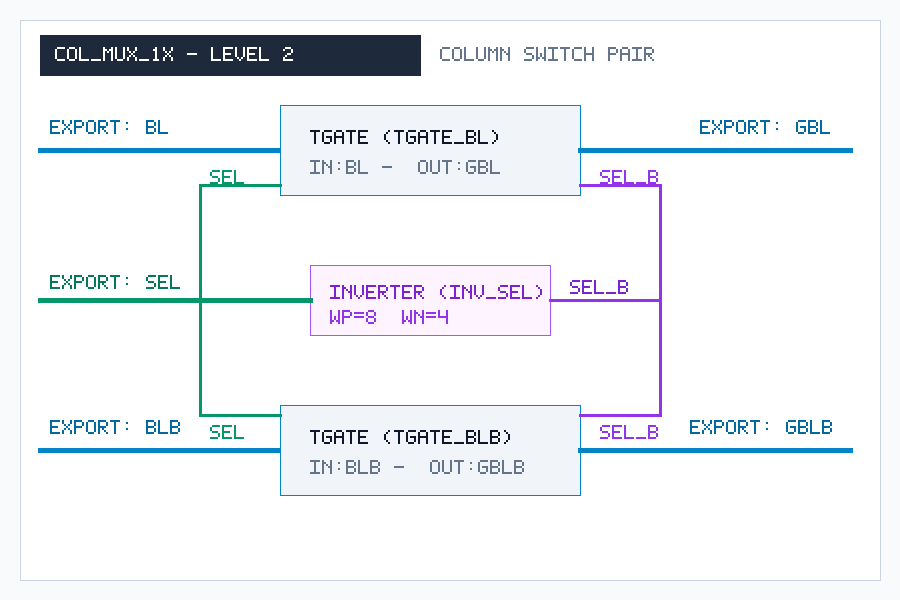 COL_MUX_1X - LEVEL 2
COLUMN SWITCH PAIR
EXPORT: BL
EXPORT: GBL
TGATE (TGATE_BL)
IN:BL - OUT:GBL
SEL
SEL_B
EXPORT: SEL
INVERTER (INV_SEL)
SEL_B
WP=8 WN=4
EXPORT: BLB
SEL
TGATE (TGATE_BLB)
SEL_B
EXPORT: GBLB
IN:BLB - OUT:GBLB